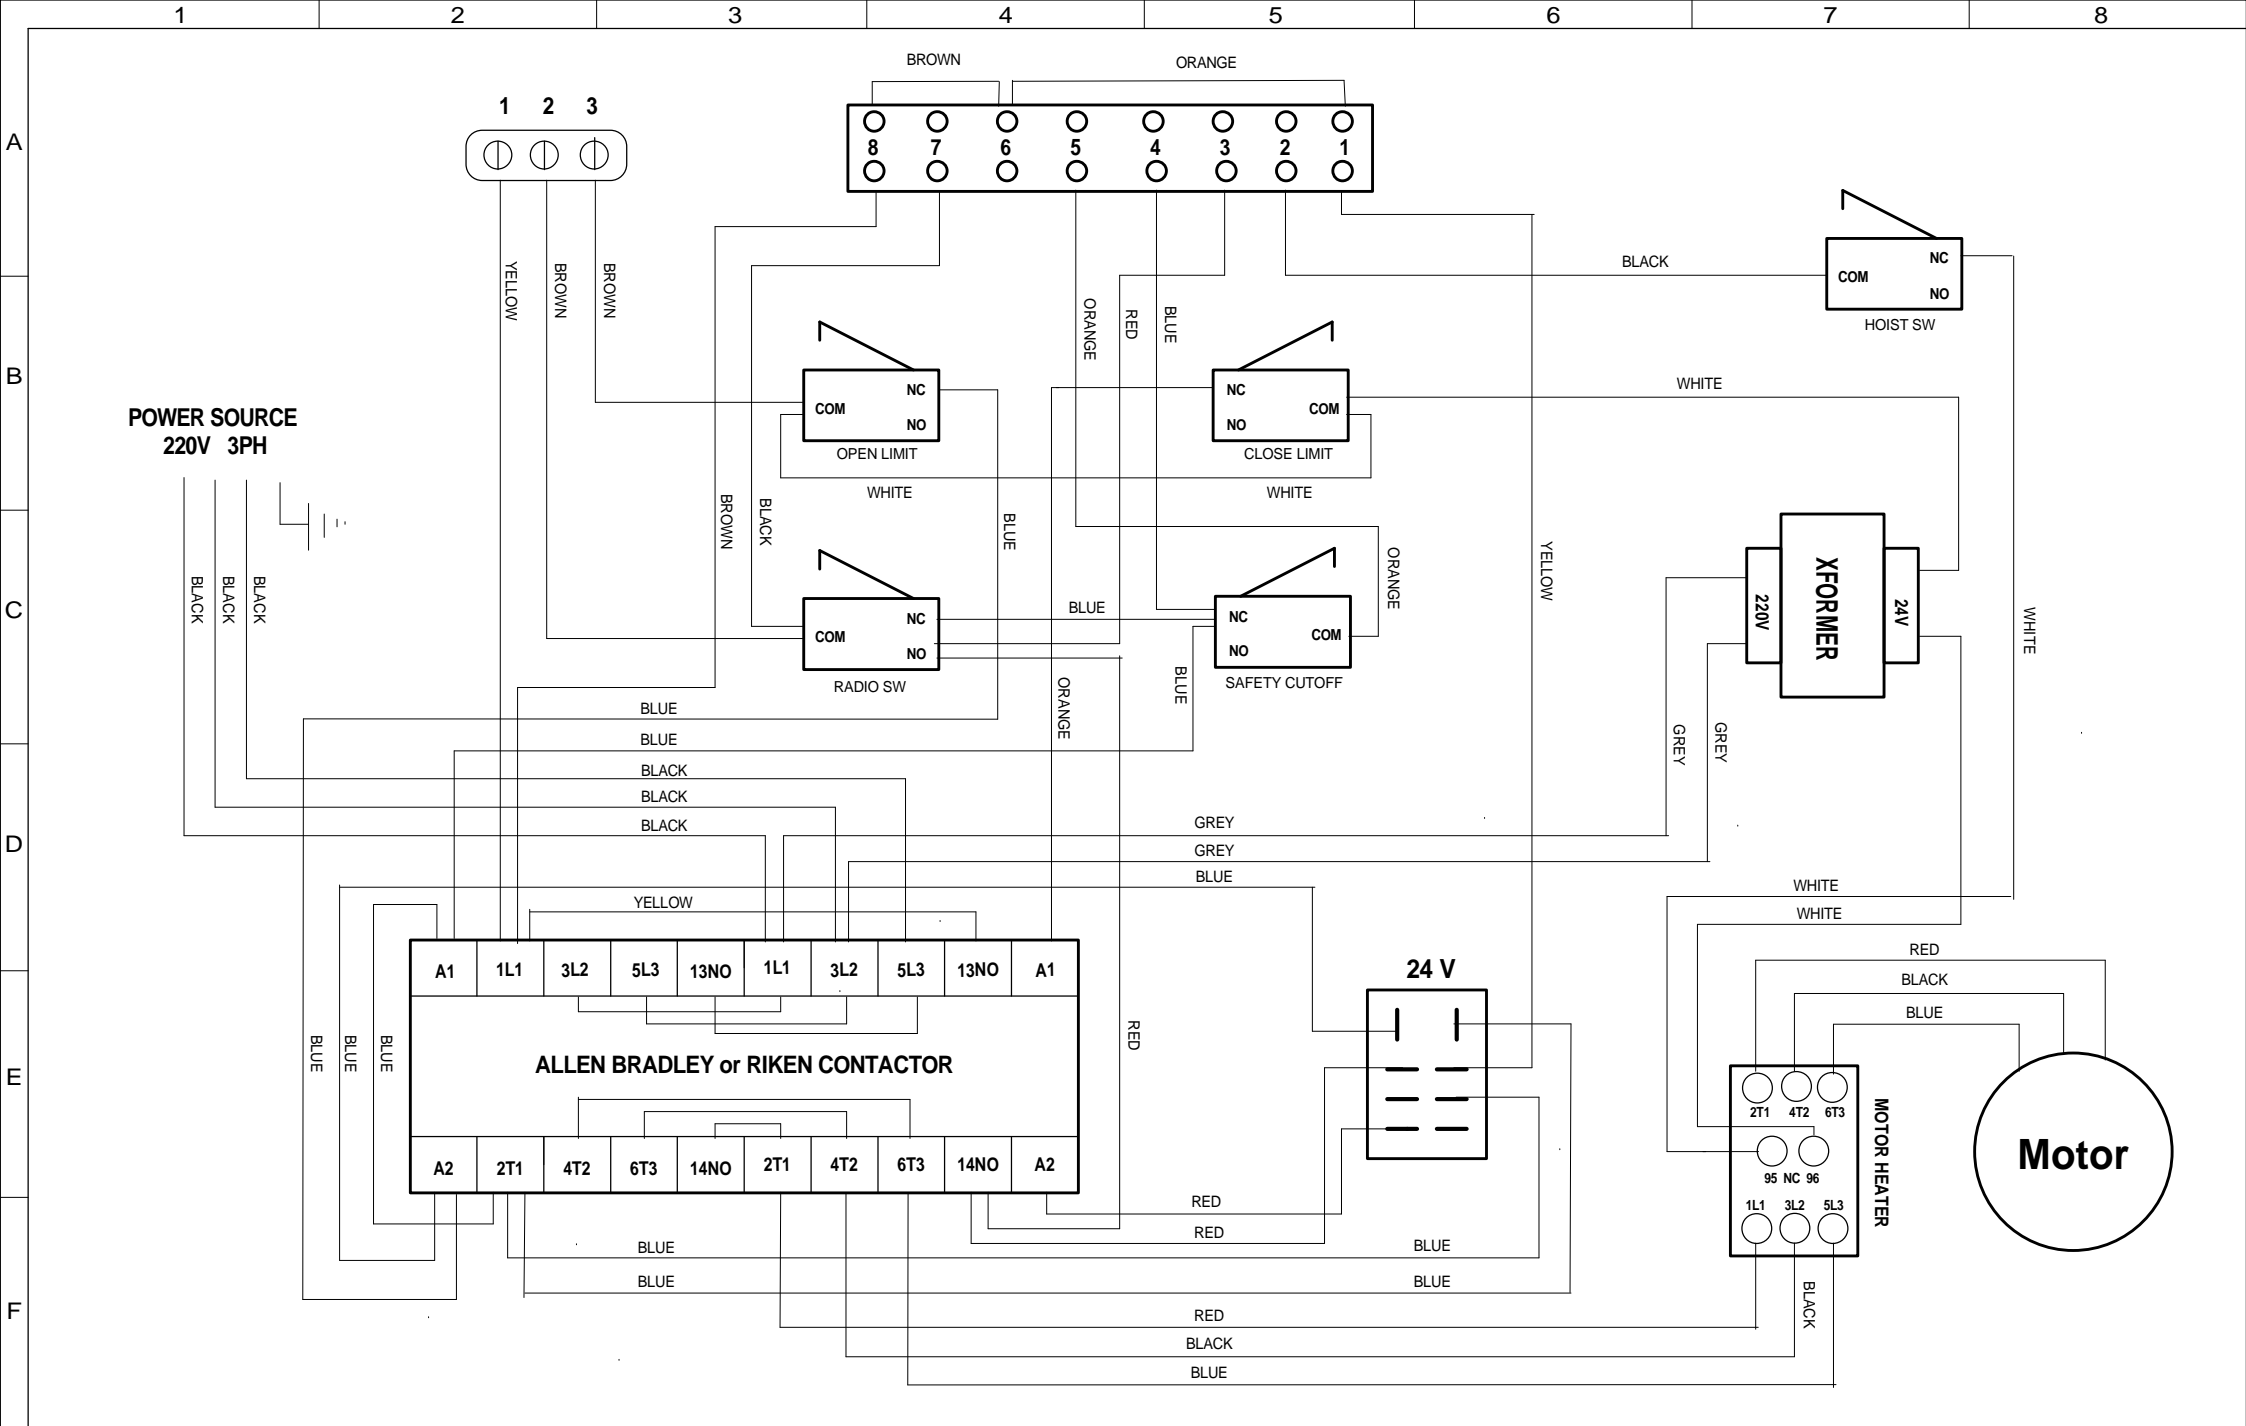 1 2 3 4 5 6 7 8
BROWN
ORANGE
1 2 3
A
8 7 6 5 4 3 2 1
YELLOW
BROWN
BROWN
ORANGE
RED
BLUE
BLACK
COM
NC
NO
HOIST SW
B
POWER SOURCE
220V 3PH
COM
NC
NO
OPEN LIMIT
NC
NO
COM
CLOSE LIMIT
WHITE
WHITE
WHITE
BROWN
BLACK
BLUE
ORANGE
YELLOW
C
BLACK
BLACK
BLACK
COM
NC
NO
RADIO SW
BLUE
NC
NO
COM
SAFETY CUTOFF
220V
XFORMER
24V
WHITE
BLUE
ORANGE
BLUE
BLUE
GREY
GREY
BLACK
BLACK
BLACK
D
GREY
GREY
BLUE
WHITE
YELLOW
WHITE
RED
A1 1L1 3L2 5L3 13NO 1L1 3L2 5L3 13NO A1
24 V
BLACK
BLUE
BLUE
BLUE
BLUE
ALLEN BRADLEY or RIKEN CONTACTOR
RED
E
2T1 4T2 6T3
95 NC 96
1L1 3L2 5L3
MOTOR HEATER
Motor
A2 2T1 4T2 6T3 14NO 2T1 4T2 6T3 14NO A2
RED
RED
BLUE
BLUE
BLUE
BLUE
F
RED
BLACK
BLACK
BLUE